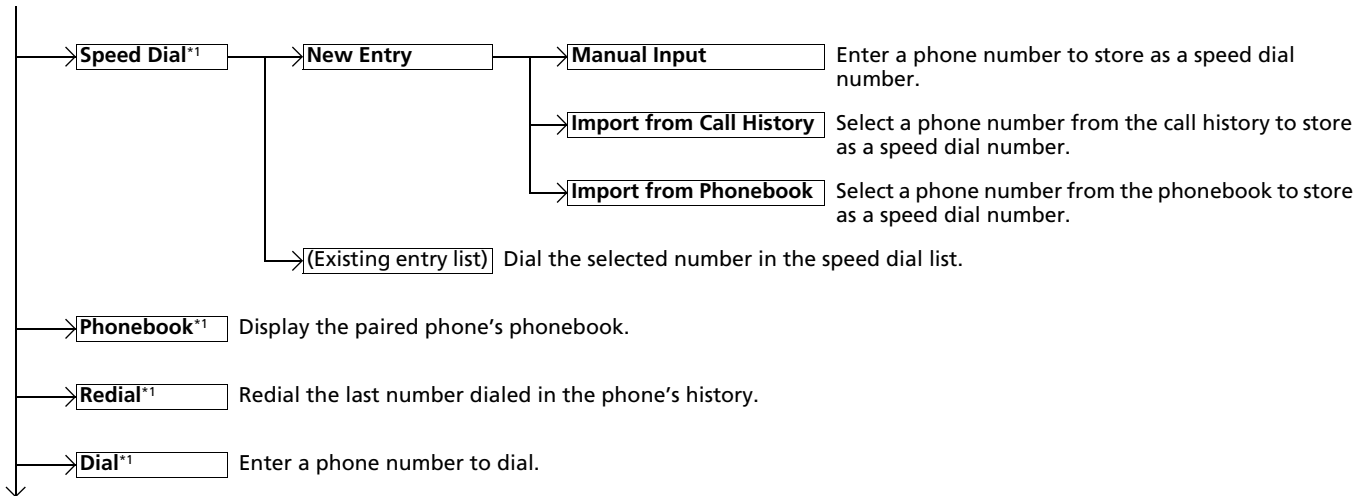 Speed Dial*1 New Entry Manual Input Enter a phone number to store as a speed dial
number.
Import from Call History Select a phone number from the call history to store
as a speed dial number.
Import from Phonebook Select a phone number from the phonebook to store
as a speed dial number.
(Existing entry list) Dial the selected number in the speed dial list.
Phonebook*1 Display the paired phone’s phonebook.
Redial*1 Redial the last number dialed in the phone’s history.
Dial*1 Enter a phone number to dial.